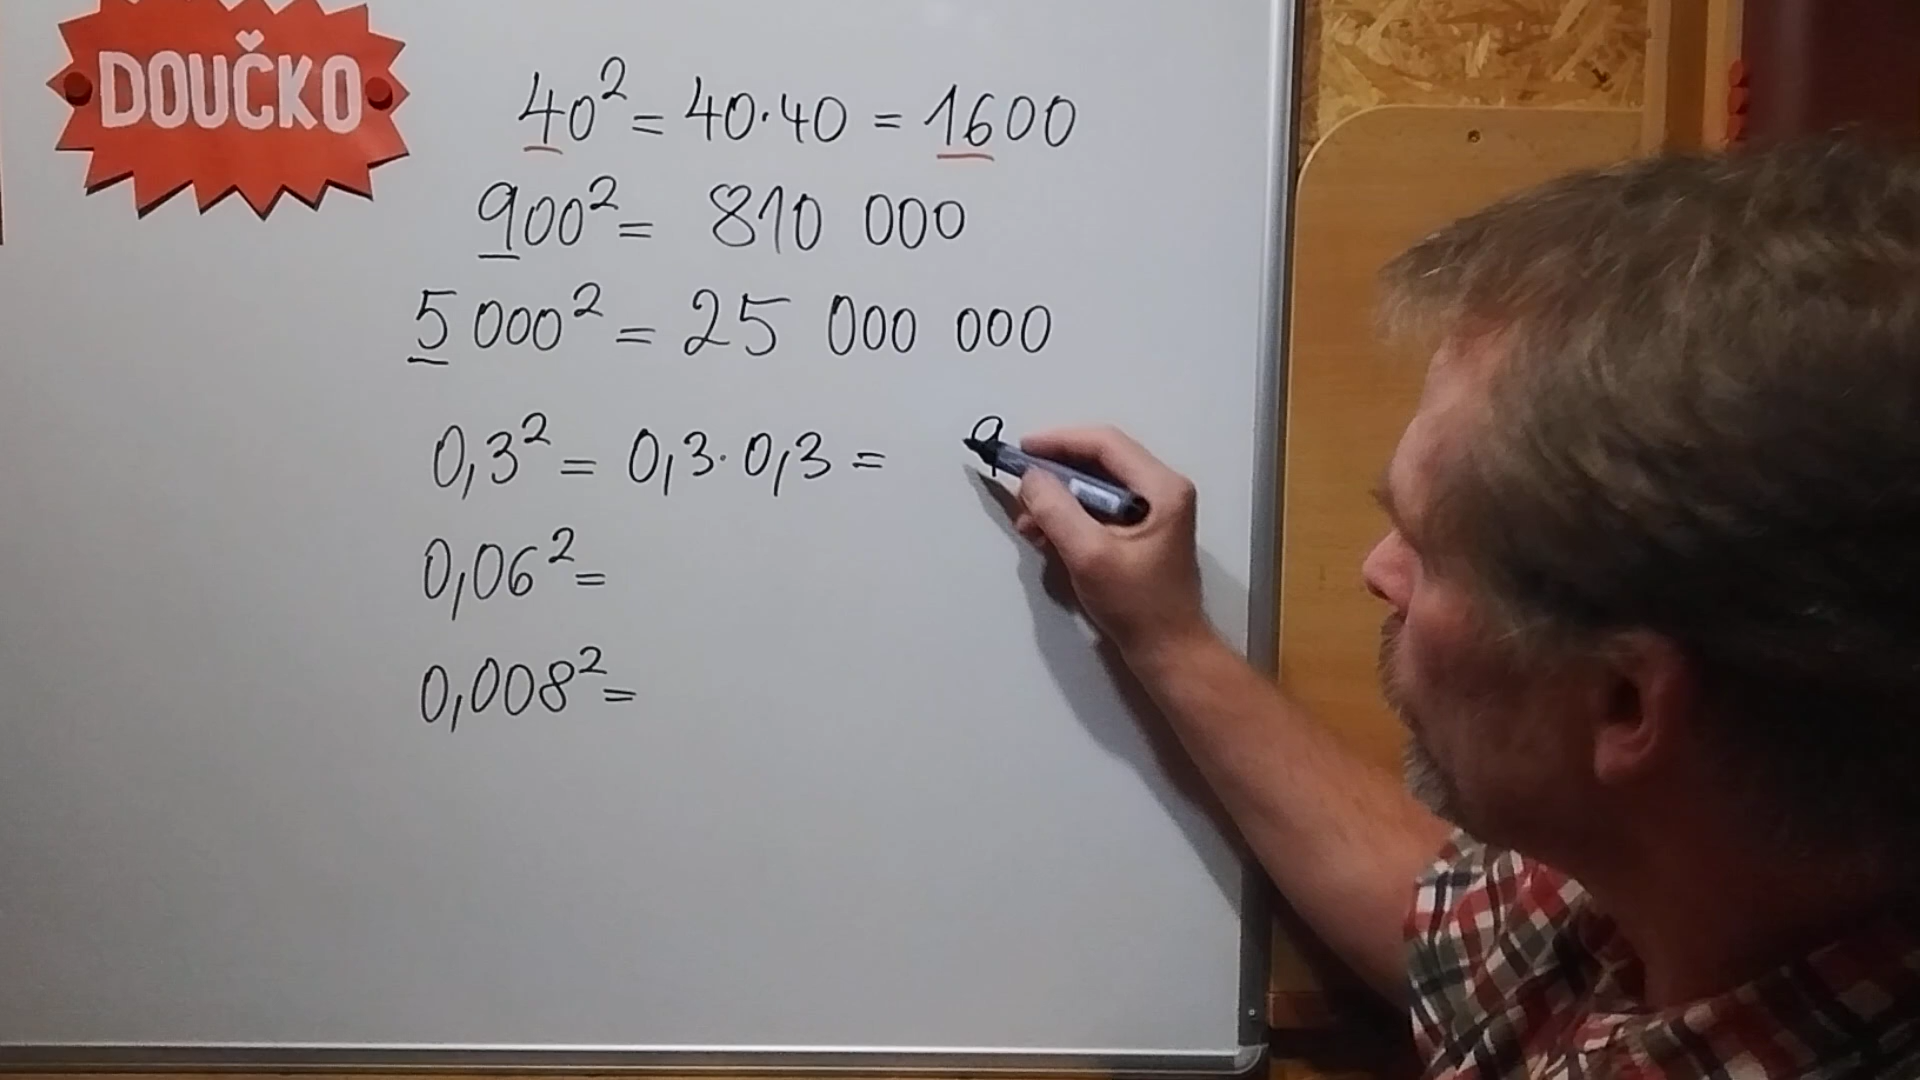 DOUČKO
40² = 40·40 = 1600
900² = 810 000
5 000² = 25 000 000
0,3² = 0,3·0,3 = 9
0,06² =
0,008² =